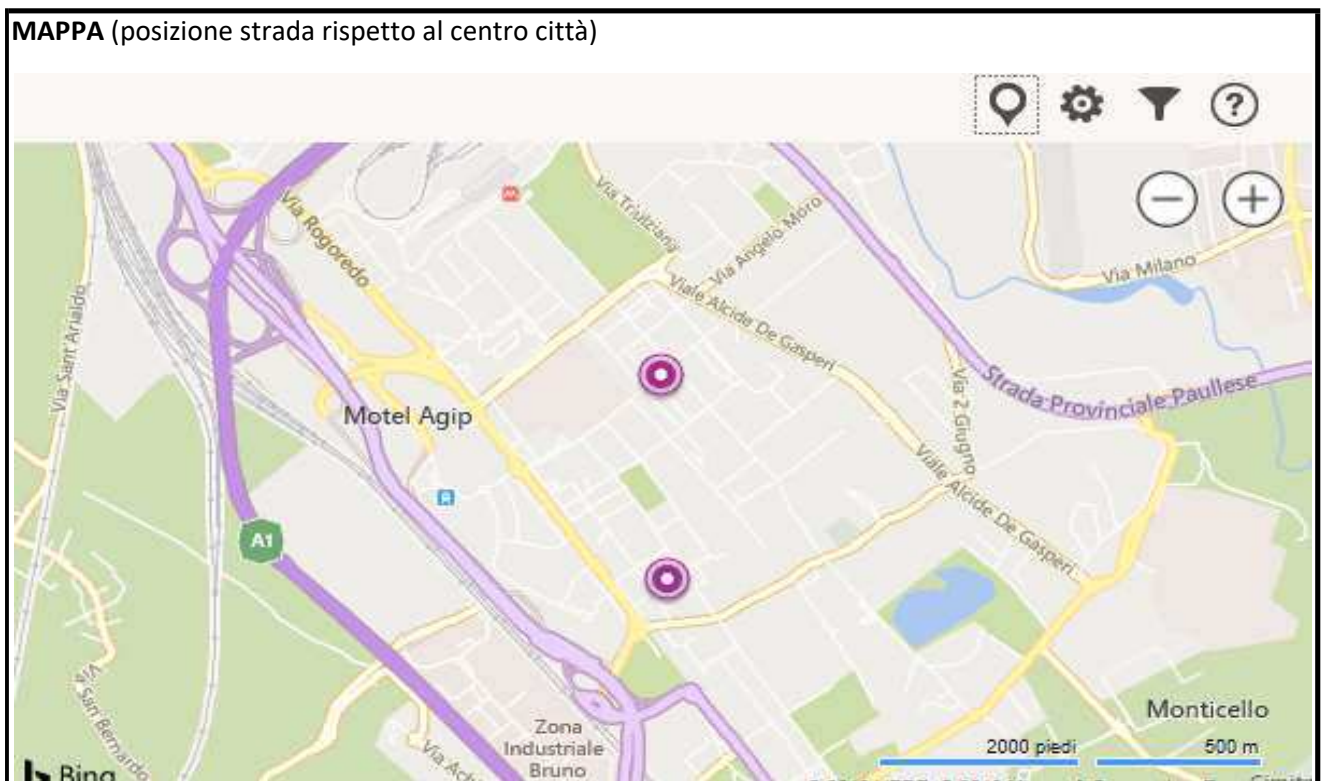 MAPPA (posizione strada rispetto al centro città)
?
Via Rogoredo
Via Triulziana
Via Angelo Moro
Via Milano
Via Sant'Arialdo
Viale Alcide De Gasperi
Strada Provinciale Paullese
Via 2 Giugno
Motel Agip
Viale Alcide De Gasperi
A1
Via San Bernardo
Monticello
Zona
Industriale
Bruno
2000 piedi
500 m
Bing